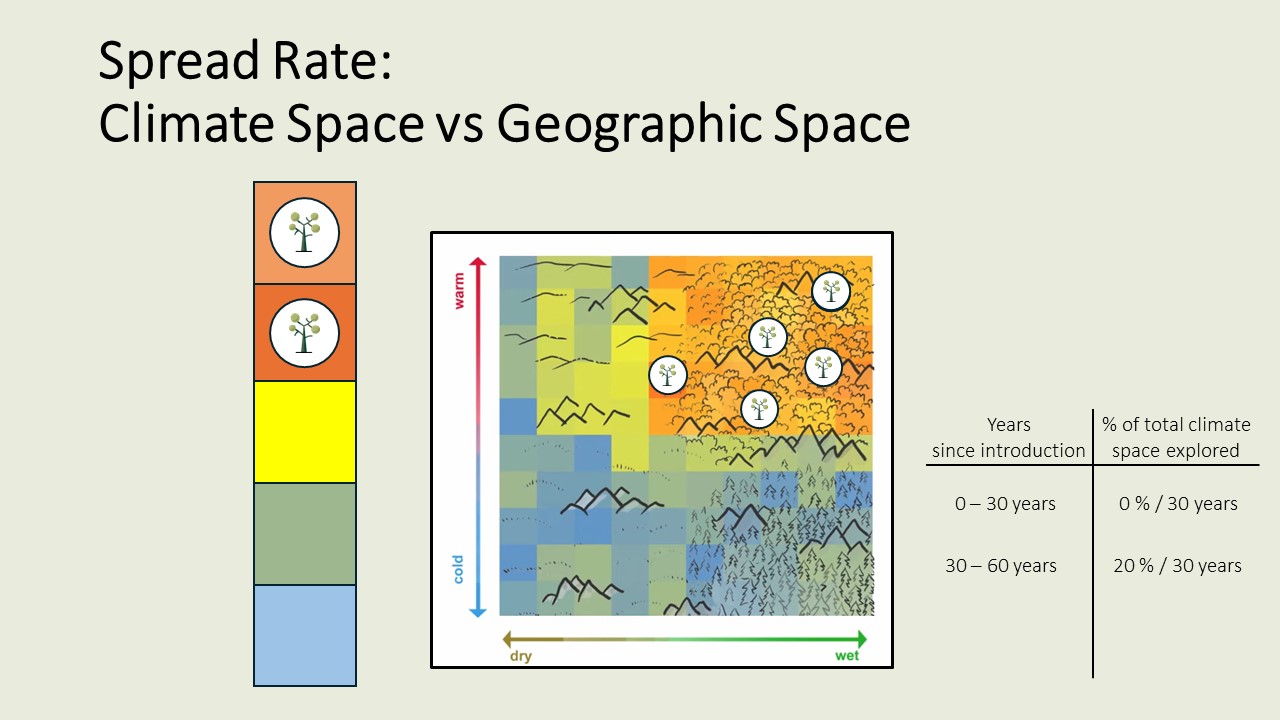 Spread Rate:
Climate Space vs Geographic Space
warm
cold
dry
wet
Years
since introduction
% of total climate
space explored
0 – 30 years
0 % / 30 years
30 – 60 years
20 % / 30 years